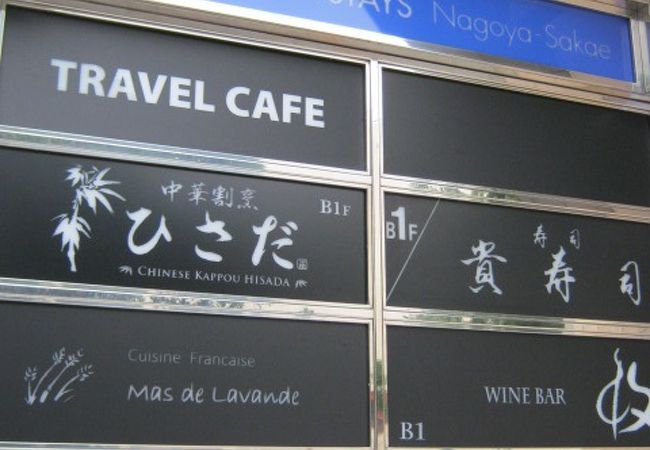 STAYS Nagoya-Sakae
TRAVEL CAFE
中華割烹
B1F
ひさだ
CHINESE KAPPOU HISADA
B1F
寿司
貴寿司
Cuisine Francaise
Mas de Lavande
WINE BAR
B1